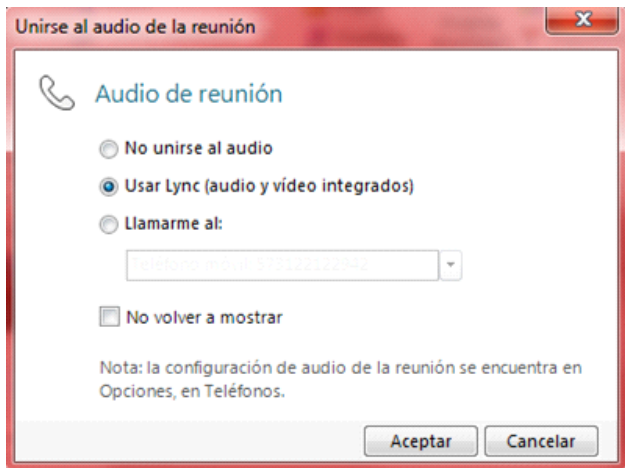 Unirse al audio de la reunión
Audio de reunión
No unirse al audio
Usar Lync (audio y vídeo integrados)
Llamarme al:
Teléfono móvil
No volver a mostrar
Nota: la configuración de audio de la reunión se encuentra en
Opciones, en Teléfonos.
Aceptar
Cancelar